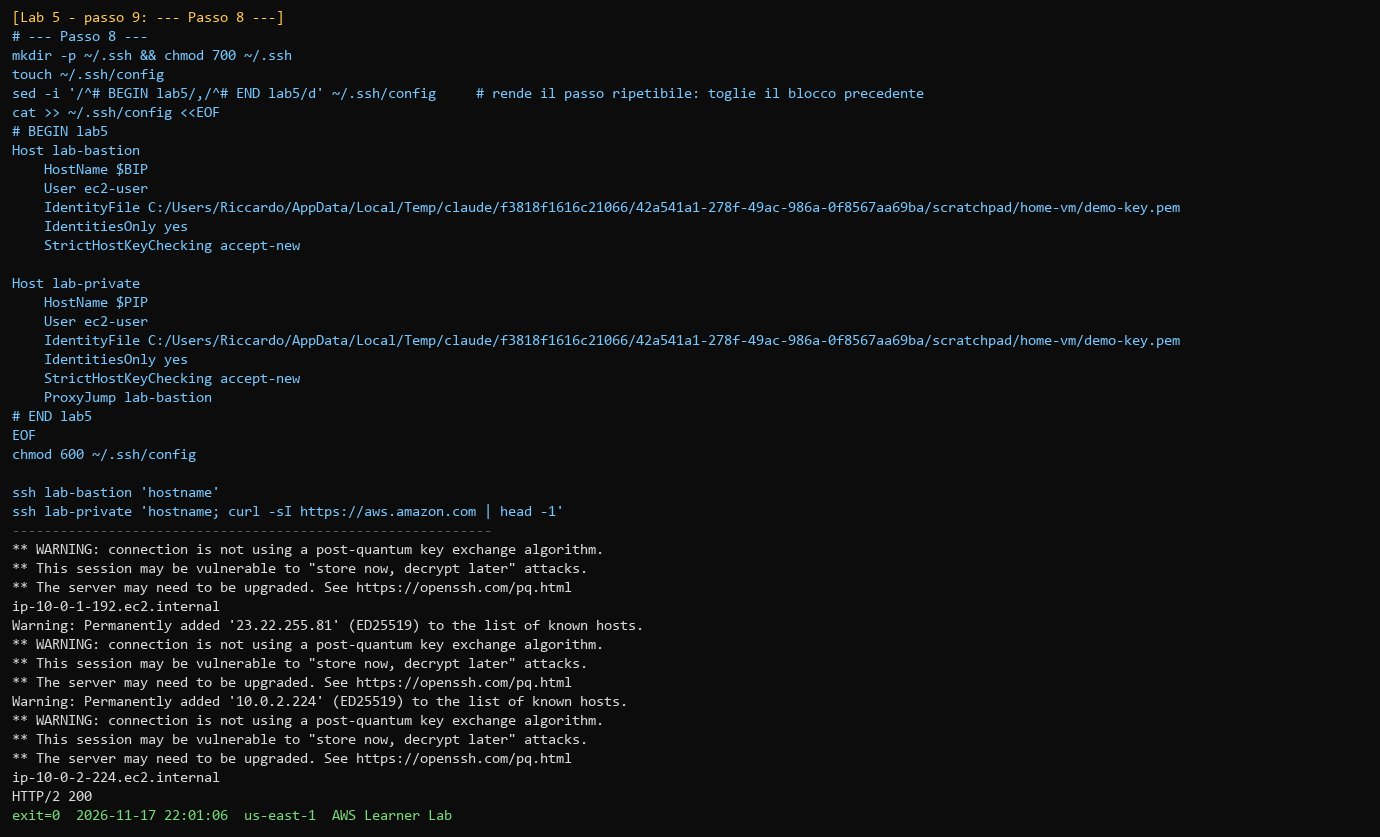 [Lab 5 - passo 9: --- Passo 8 ---]
# --- Passo 8 ---
mkdir -p ~/.ssh && chmod 700 ~/.ssh
touch ~/.ssh/config
sed -i '/^# BEGIN lab5/,/^# END lab5/d' ~/.ssh/config     # rende il passo ripetibile: toglie il blocco precedente
cat >> ~/.ssh/config <<EOF
# BEGIN lab5
Host lab-bastion
    HostName $BIP
    User ec2-user
    IdentityFile C:/Users/Riccardo/AppData/Local/Temp/claude/f3818f1616c21066/42a541a1-278f-49ac-986a-0f8567aa69ba/scratchpad/home-vm/demo-key.pem
    IdentitiesOnly yes
    StrictHostKeyChecking accept-new

Host lab-private
    HostName $PIP
    User ec2-user
    IdentityFile C:/Users/Riccardo/AppData/Local/Temp/claude/f3818f1616c21066/42a541a1-278f-49ac-986a-0f8567aa69ba/scratchpad/home-vm/demo-key.pem
    IdentitiesOnly yes
    StrictHostKeyChecking accept-new
    ProxyJump lab-bastion
# END lab5
EOF
chmod 600 ~/.ssh/config

ssh lab-bastion 'hostname'
ssh lab-private 'hostname; curl -sI https://aws.amazon.com | head -1'
------------------------------------------------------------
** WARNING: connection is not using a post-quantum key exchange algorithm.
** This session may be vulnerable to "store now, decrypt later" attacks.
** The server may need to be upgraded. See https://openssh.com/pq.html
ip-10-0-1-192.ec2.internal
Warning: Permanently added '23.22.255.81' (ED25519) to the list of known hosts.
** WARNING: connection is not using a post-quantum key exchange algorithm.
** This session may be vulnerable to "store now, decrypt later" attacks.
** The server may need to be upgraded. See https://openssh.com/pq.html
Warning: Permanently added '10.0.2.224' (ED25519) to the list of known hosts.
** WARNING: connection is not using a post-quantum key exchange algorithm.
** This session may be vulnerable to "store now, decrypt later" attacks.
** The server may need to be upgraded. See https://openssh.com/pq.html
ip-10-0-2-224.ec2.internal
HTTP/2 200
exit=0  2026-11-17 22:01:06  us-east-1  AWS Learner Lab